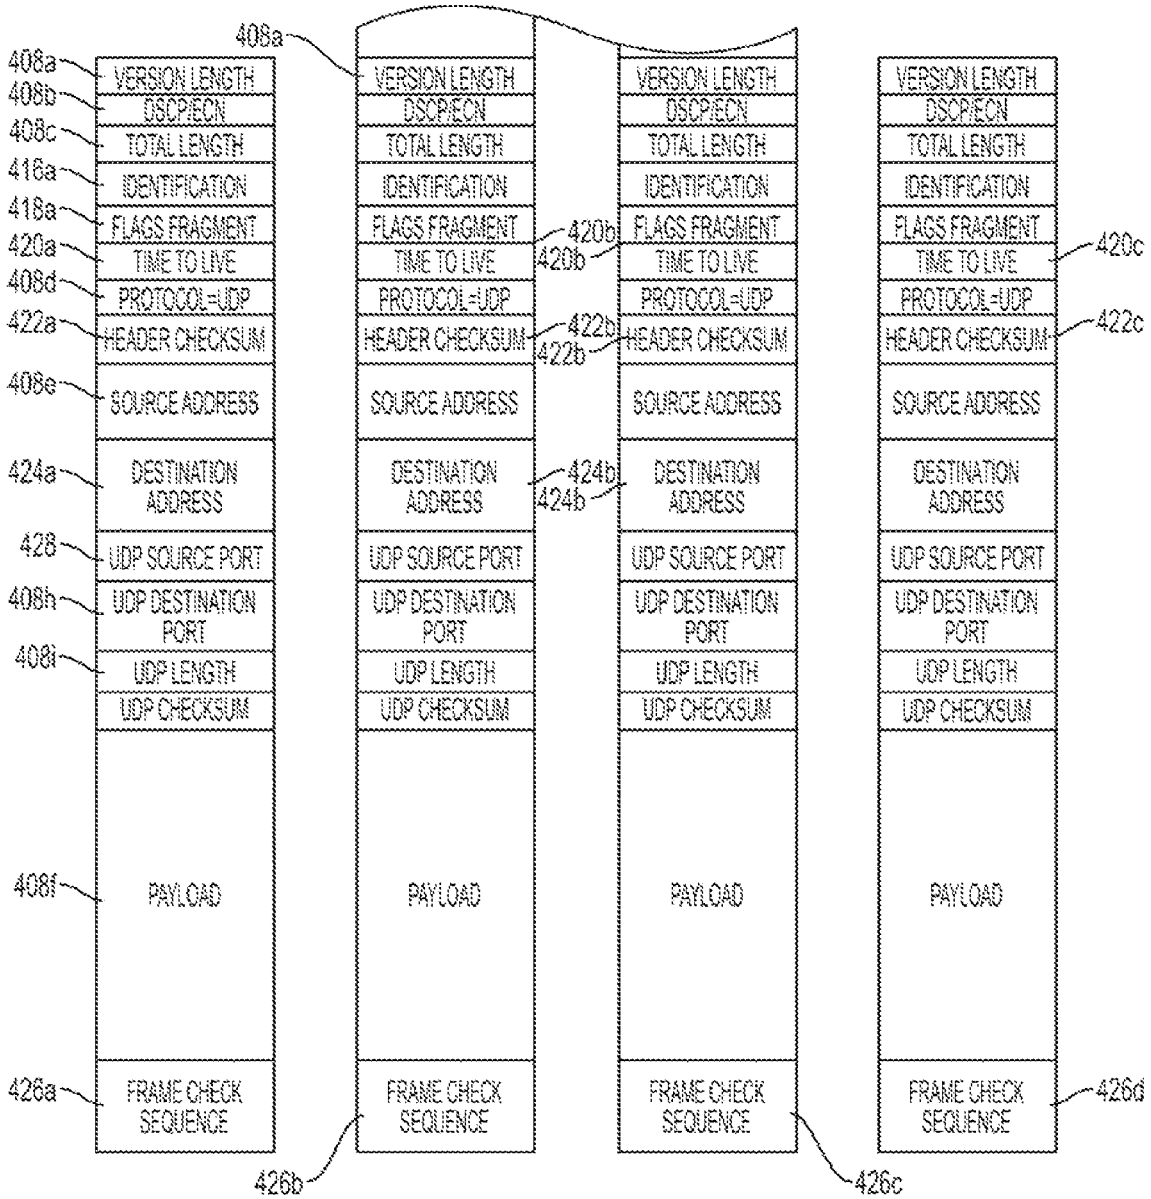 408a
408a VERSION LENGTH VERSION LENGTH VERSION LENGTH VERSION LENGTH
408b DSCP/ECN DSCP/ECN DSCP/ECN DSCP/ECN
408c TOTAL LENGTH TOTAL LENGTH TOTAL LENGTH TOTAL LENGTH
416a IDENTIFICATION IDENTIFICATION IDENTIFICATION IDENTIFICATION
418a FLAGS FRAGMENT FLAGS FRAGMENT 420b FLAGS FRAGMENT FLAGS FRAGMENT
420a TIME TO LIVE TIME TO LIVE 420b TIME TO LIVE TIME TO LIVE 420c
408d PROTOCOL=UDP PROTOCOL=UDP PROTOCOL=UDP PROTOCOL=UDP
422a HEADER CHECKSUM HEADER CHECKSUM 422b HEADER CHECKSUM HEADER CHECKSUM 422c
422b
408e SOURCE ADDRESS SOURCE ADDRESS SOURCE ADDRESS SOURCE ADDRESS
424a DESTINATION DESTINATION 424b DESTINATION DESTINATION
ADDRESS ADDRESS 424b ADDRESS ADDRESS
428 UDP SOURCE PORT UDP SOURCE PORT UDP SOURCE PORT UDP SOURCE PORT
408h UDP DESTINATION UDP DESTINATION UDP DESTINATION UDP DESTINATION
PORT PORT PORT PORT
408i UDP LENGTH UDP LENGTH UDP LENGTH UDP LENGTH
UDP CHECKSUM UDP CHECKSUM UDP CHECKSUM UDP CHECKSUM
408f PAYLOAD PAYLOAD PAYLOAD PAYLOAD
426a FRAME CHECK FRAME CHECK FRAME CHECK FRAME CHECK 426d
SEQUENCE SEQUENCE SEQUENCE SEQUENCE
426b 426c